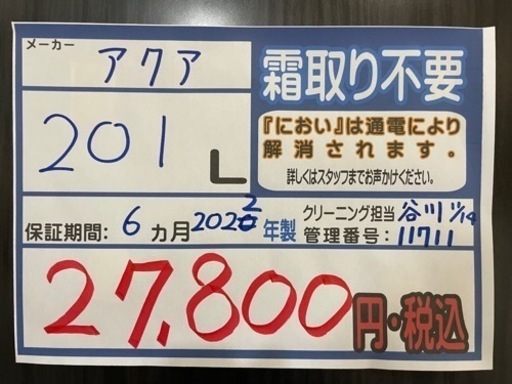 メーカー
アクア
霜取り不要
『におい』は通電により
解消されます。
詳しくはスタッフまでお声かけください。
201 L
保証期間: 6 カ月 2022 年製
クリーニング担当 谷川 11/19
管理番号: 11711
27,800 円・税込